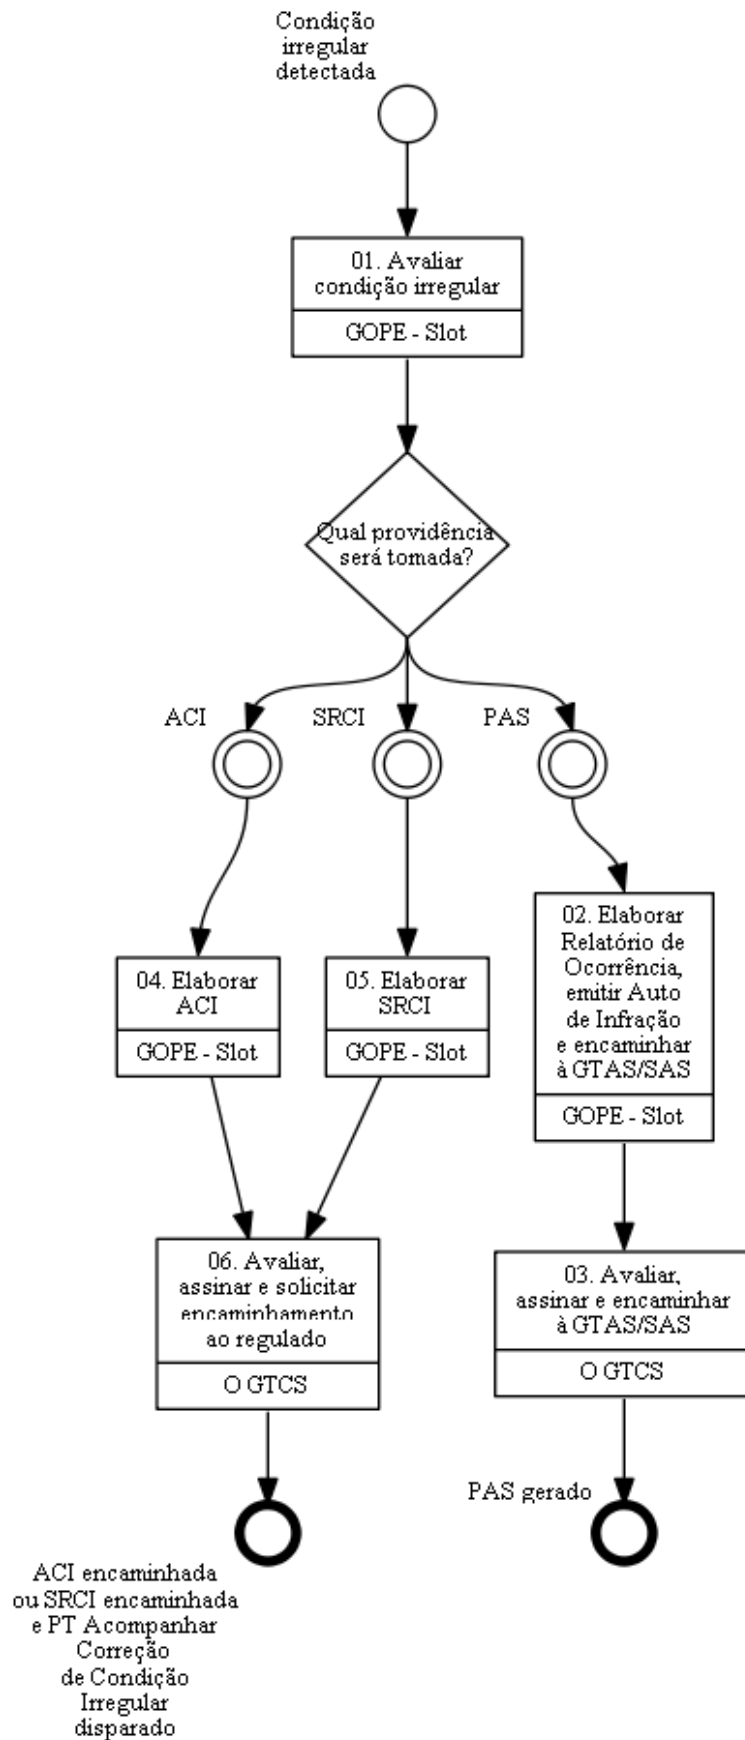 Condição
irregular
detectada
01. Avaliar
condição irregular
GOPE - Slot
Qual providência
será tomada?
ACI
SRCI
PAS
02. Elaborar
Relatório de
Ocorrência,
emitir Auto
de Infração
e encaminhar
à GTAS/SAS
GOPE - Slot
04. Elaborar
ACI
GOPE - Slot
05. Elaborar
SRCI
GOPE - Slot
06. Avaliar,
assinar e solicitar
encaminhamento
ao regulado
O GTCS
03. Avaliar,
assinar e encaminhar
à GTAS/SAS
O GTCS
PAS gerado
ACI encaminhada
ou SRCI encaminhada
e PT Acompanhar
Correção
de Condição
Irregular
disparado